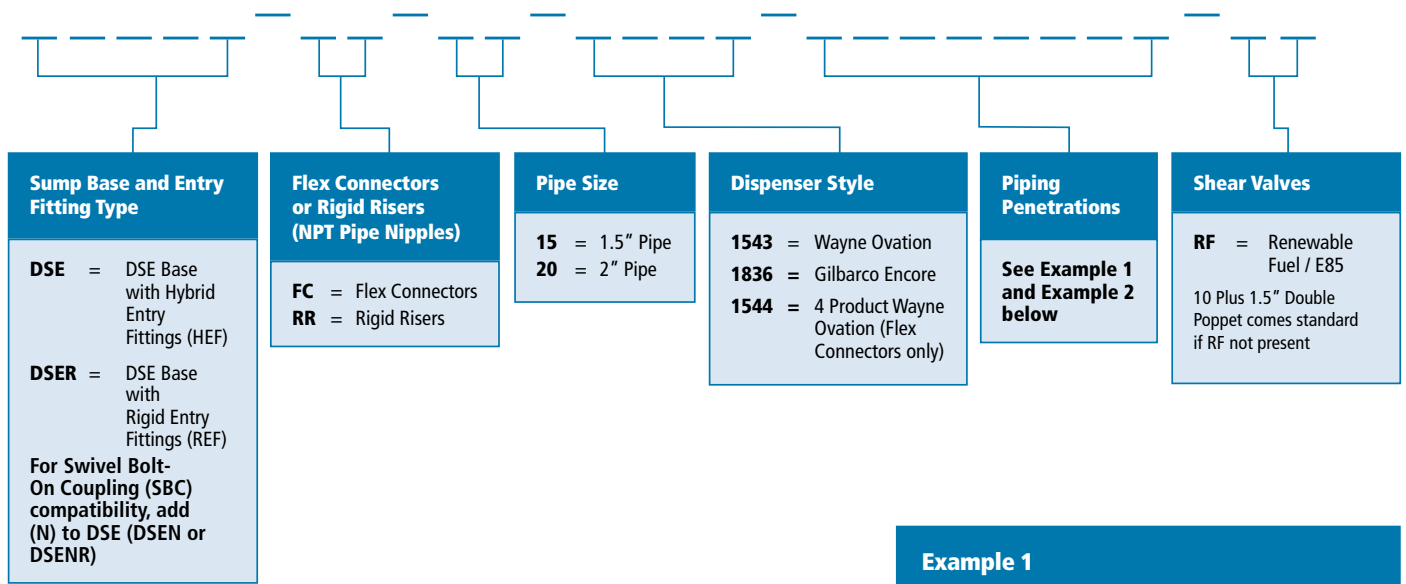 Sump Base and Entry
Fitting Type
DSE = DSE Base
with Hybrid
Entry
Fittings (HEF)
DSER = DSE Base
with
Rigid Entry
Fittings (REF)
For Swivel Bolt-
On Coupling (SBC)
compatibility, add
(N) to DSE (DSEN or
DSENR)
Flex Connectors
or Rigid Risers
(NPT Pipe Nipples)
FC = Flex Connectors
RR = Rigid Risers
Pipe Size
15 = 1.5” Pipe
20 = 2” Pipe
Dispenser Style
1543 = Wayne Ovation
1836 = Gilbarco Encore
1544 = 4 Product Wayne
Ovation (Flex
Connectors only)
Piping
Penetrations
See Example 1
and Example 2
below
Shear Valves
RF = Renewable
Fuel / E85
10 Plus 1.5” Double
Poppet comes standard
if RF not present
Example 1